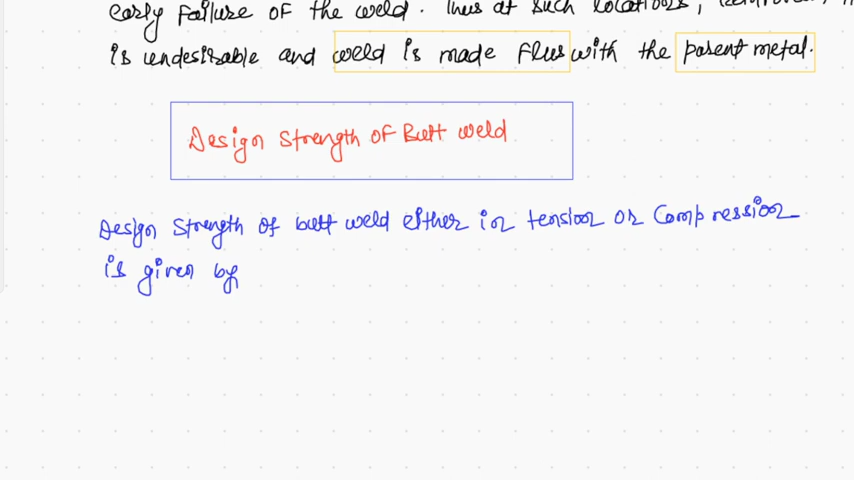 early failure of the weld. Thus at such locations,
is undesirable and weld is made flus with the parent metal.
Design Strength of Butt weld
Design Strength of butt weld either in tension or Compression
is given by